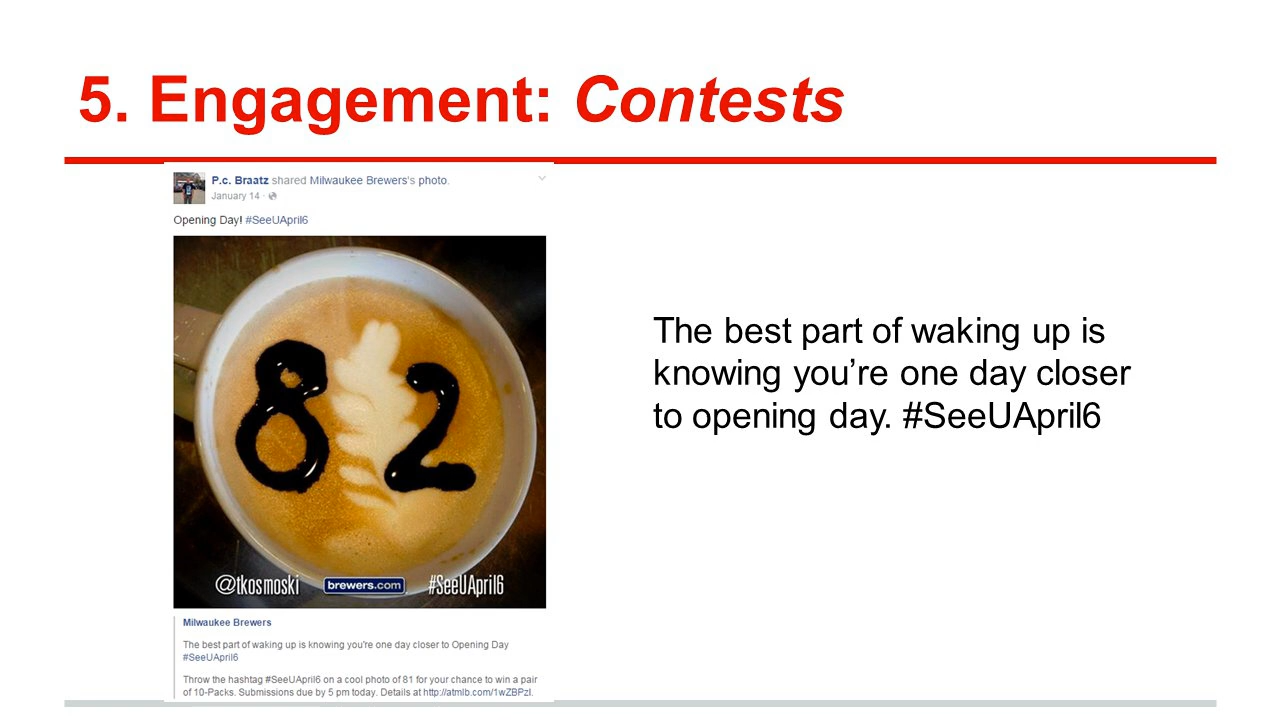 5. Engagement: Contests
P.c. Braatz shared Milwaukee Brewers's photo.
January 14
Opening Day! #SeeUApril6
82
@tkosmoski brewers.com #SeeUApril6
Milwaukee Brewers
The best part of waking up is knowing you're one day closer to Opening Day
#SeeUApril6
Throw the hashtag #SeeUApril6 on a cool photo of 81 for your chance to win a pair
of 10-Packs. Submissions due by 5 pm today. Details at http://atmlb.com/1wZBPzI.
The best part of waking up is
knowing you’re one day closer
to opening day. #SeeUApril6